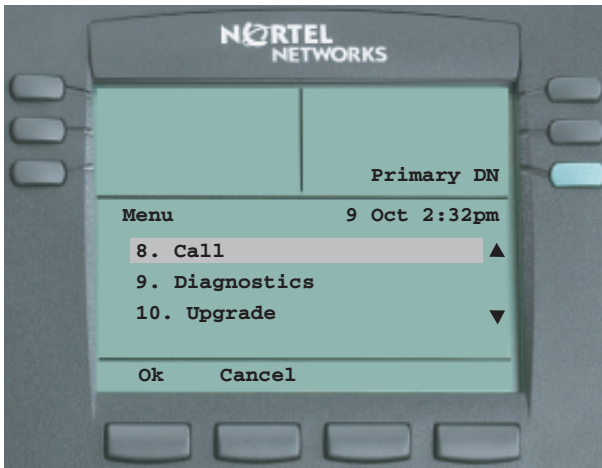 NORTEL
NETWORKS
Primary DN
Menu 9 Oct 2:32pm
8. Call
9. Diagnostics
10. Upgrade
Ok Cancel